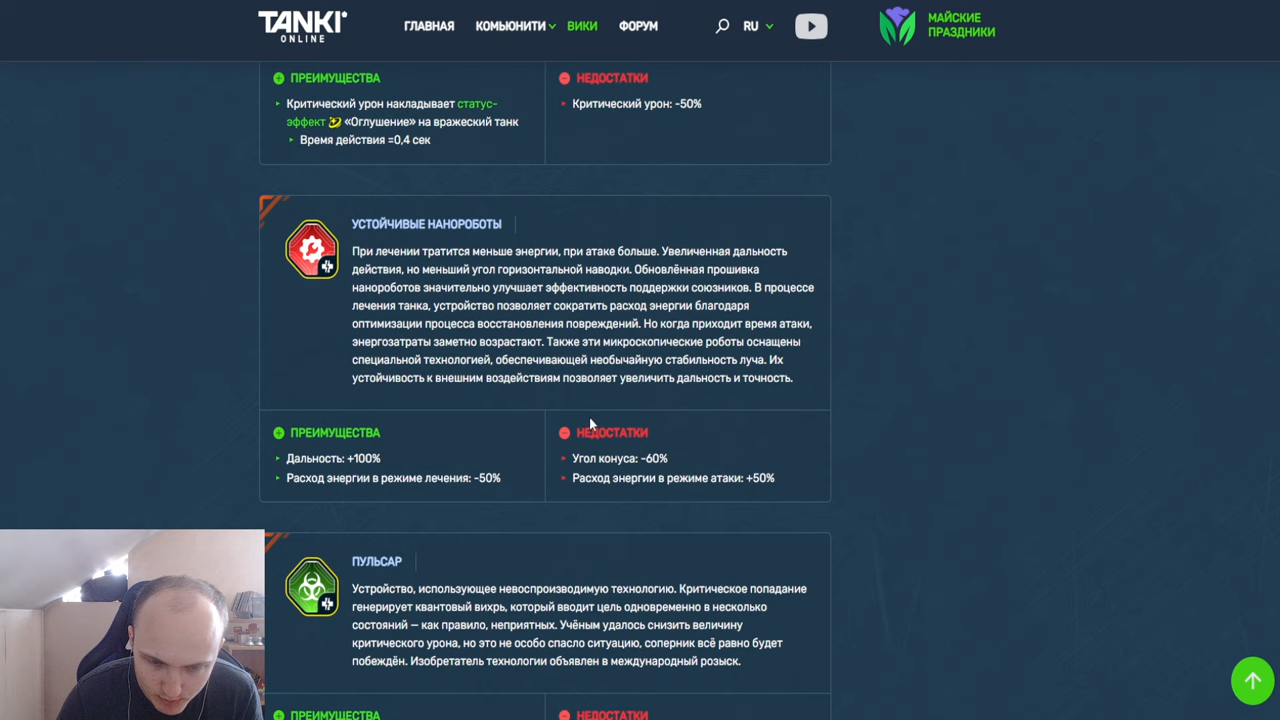 TANKI
ONLINE
ГЛАВНАЯ
КОМЬЮНИТИ
ВИКИ
ФОРУМ
RU
МАЙСКИЕ
ПРАЗДНИКИ
ПРЕИМУЩЕСТВА
Критический урон накладывает статус-
эффект «Оглушение» на вражеский танк
Время действия =0,4 сек
НЕДОСТАТКИ
Критический урон: -50%
УСТОЙЧИВЫЕ НАНОРОБОТЫ
При лечении тратится меньше энергии, при атаке больше. Увеличенная дальность
действия, но меньший угол горизонтальной наводки. Обновлённая прошивка
нанороботов значительно улучшает эффективность поддержки союзников. В процессе
лечения танка, устройство позволяет сократить расход энергии благодаря
оптимизации процесса восстановления повреждений. Но когда приходит время атаки,
энергозатраты заметно возрастают. Также эти микроскопические роботы оснащены
специальной технологией, обеспечивающей необычайную стабильность луча. Их
устойчивость к внешним воздействиям позволяет увеличить дальность и точность.
ПРЕИМУЩЕСТВА
Дальность: +100%
Расход энергии в режиме лечения: -50%
НЕДОСТАТКИ
Угол конуса: -60%
Расход энергии в режиме атаки: +50%
ПУЛЬСАР
Устройство, использующее невоспроизводимую технологию. Критическое попадание
генерирует квантовый вихрь, который вводит цель одновременно в несколько
состояний — как правило, неприятных. Учёным удалось снизить величину
критического урона, но это не особо спасло ситуацию, соперник всё равно будет
побеждён. Изобретатель технологии объявлен в международный розыск.
ПРЕИМУЩЕСТВА
НЕДОСТАТКИ